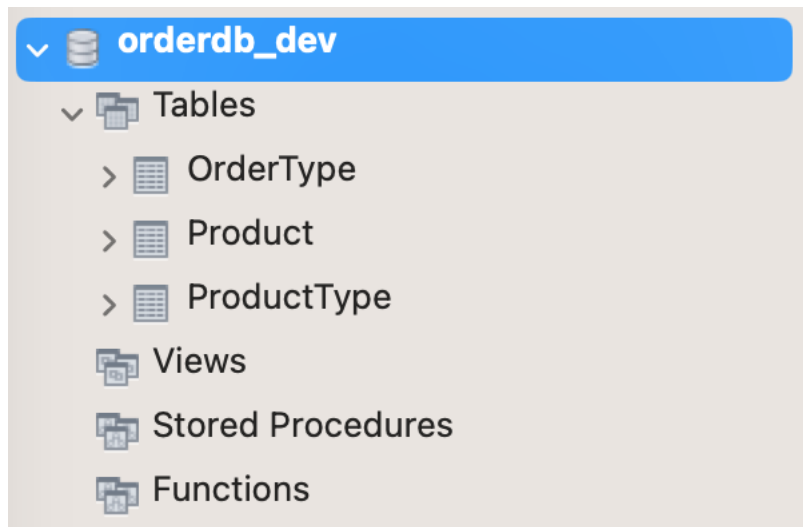 orderdb_dev
Tables
OrderType
Product
ProductType
Views
Stored Procedures
Functions